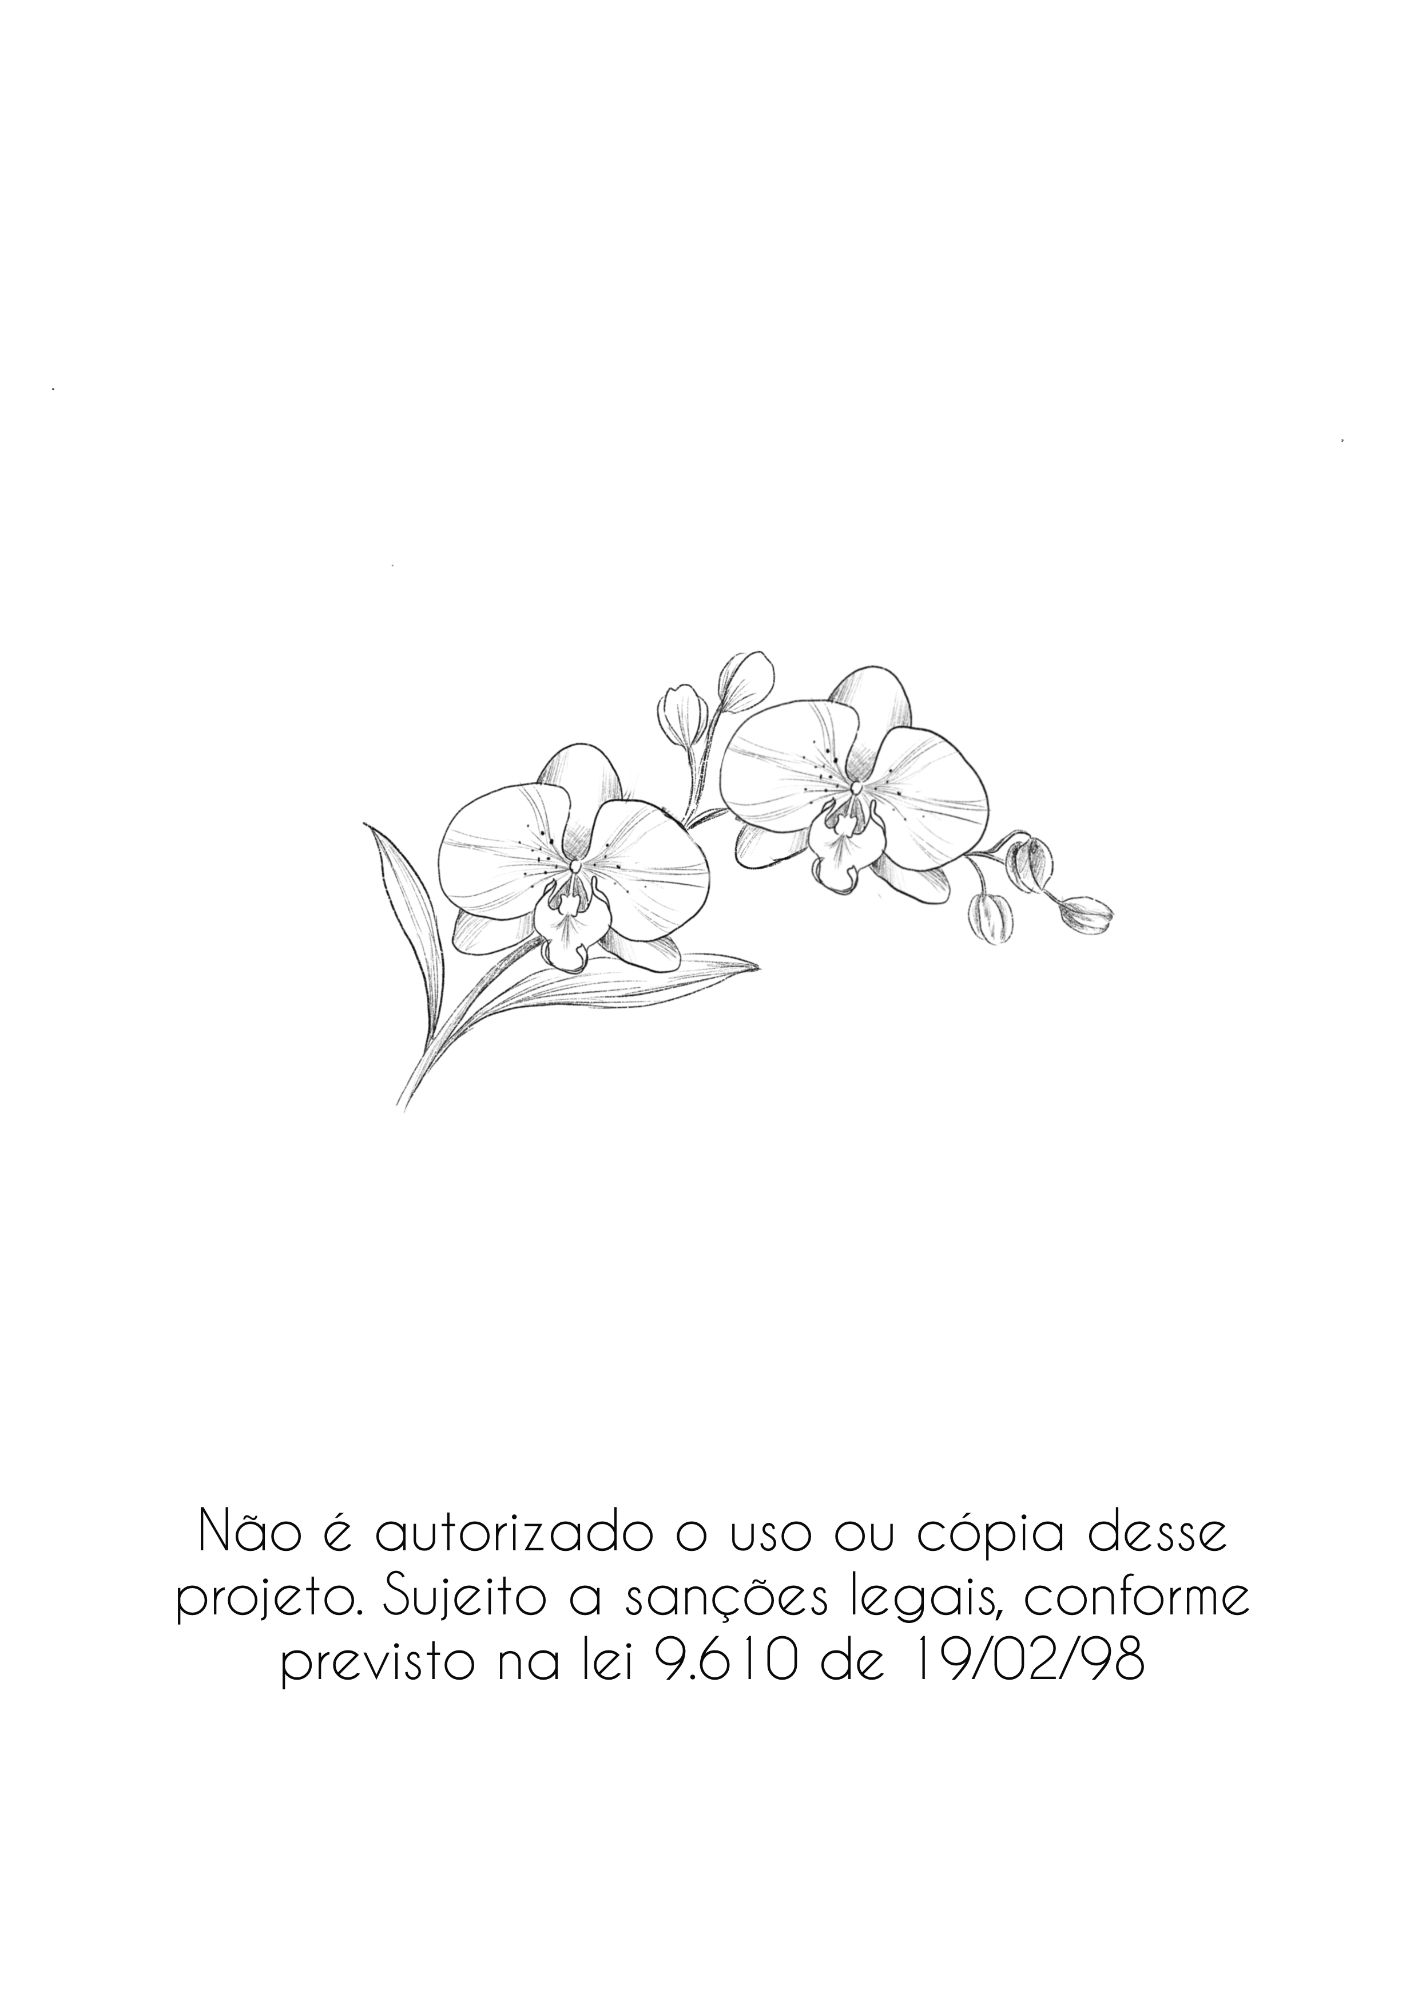 Não é autorizado o uso ou cópia desse
projeto. Sujeito a sanções legais, conforme
previsto na lei 9.610 de 19/02/98